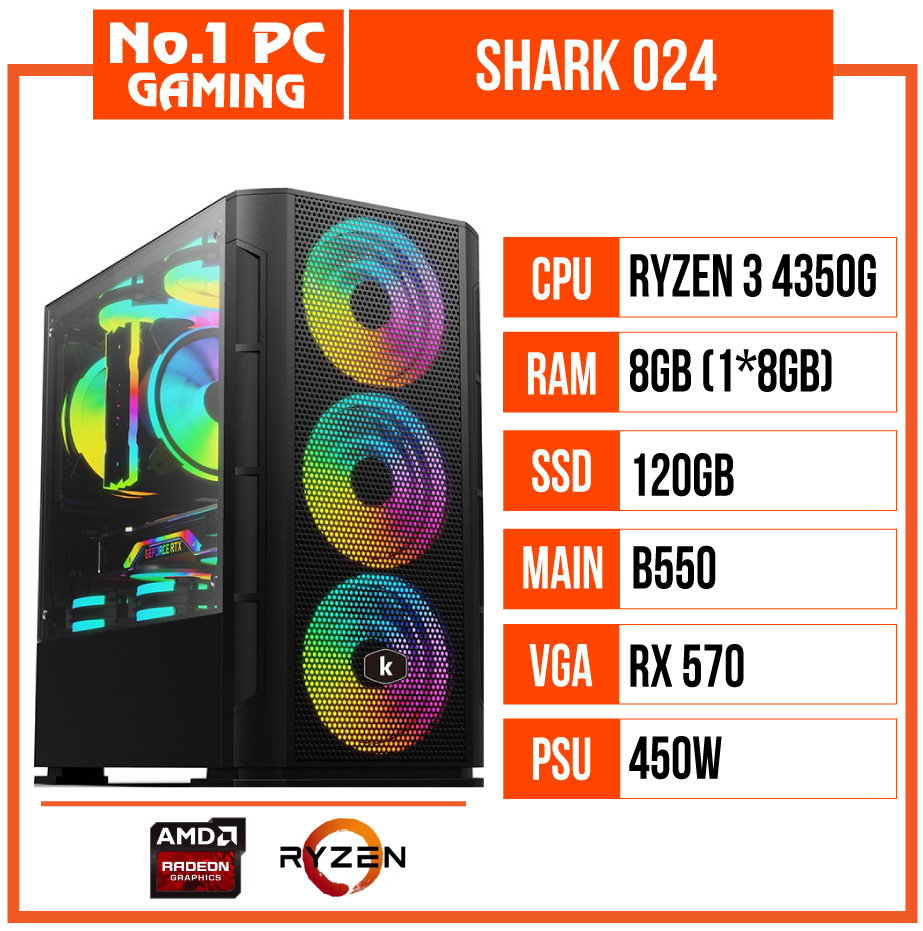 No.1 PC
GAMING
SHARK 024
CPU RYZEN 3 4350G
RAM 8GB (1*8GB)
SSD 120GB
MAIN B550
VGA RX 570
PSU 450W
GEFORCE RTX
k
AMD
RADEON
GRAPHICS
RYZEN